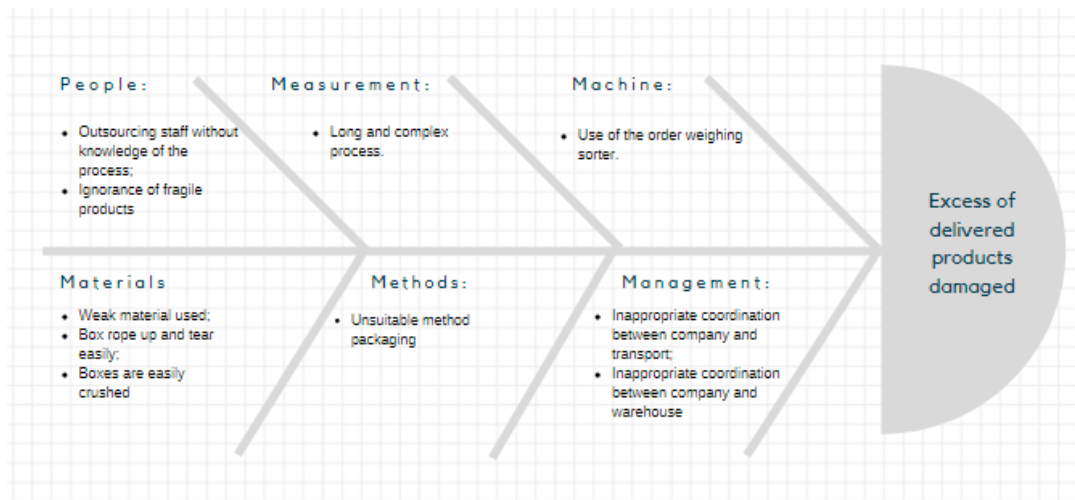 People:
• Outsourcing staff without
knowledge of the
process;
• Ignorance of fragile
products
Measurement:
• Long and complex
process.
Machine:
• Use of the order weighing
sorter.
Excess of
delivered
products
damaged
Materials
• Weak material used;
• Box rope up and tear
easily;
• Boxes are easily
crushed
Methods:
• Unsuitable method
packaging
Management:
• Inappropriate coordination
between company and
transport;
• Inappropriate coordination
between company and
warehouse